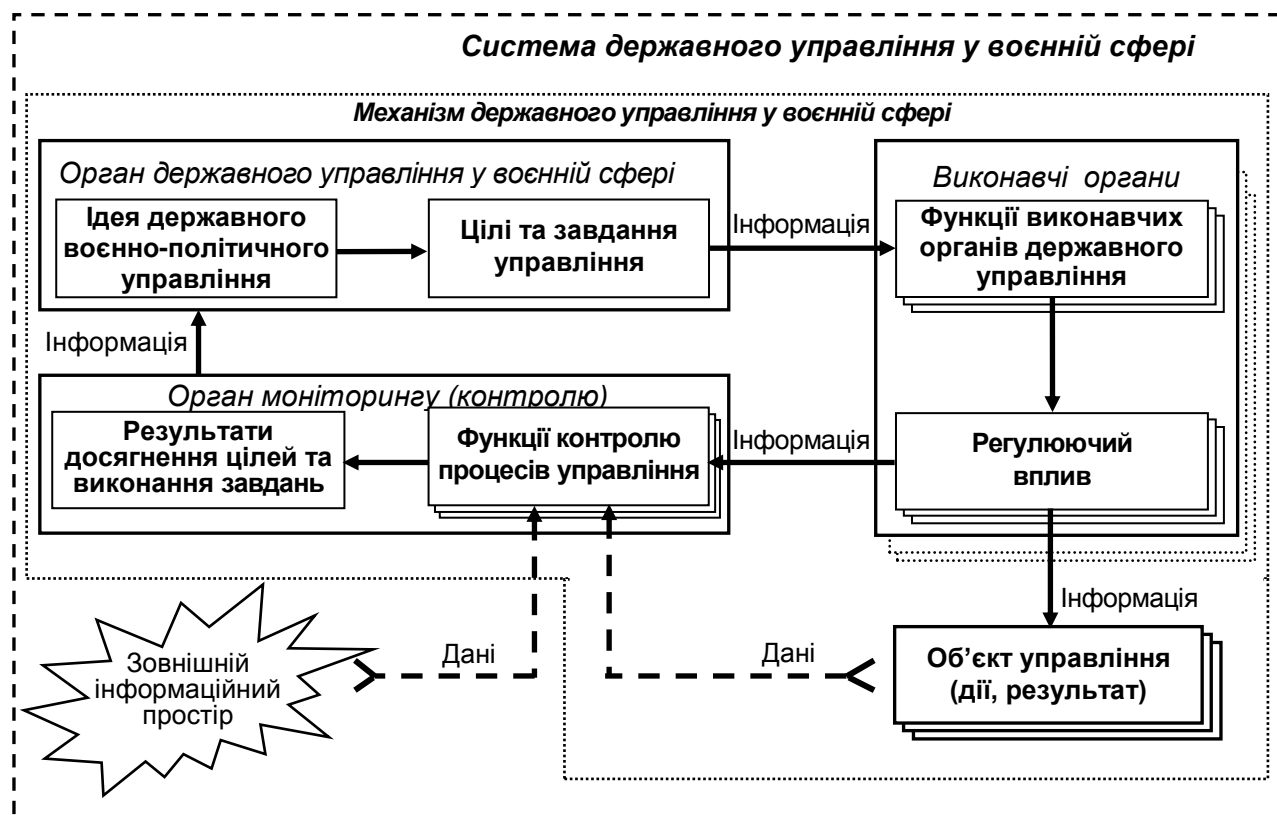 Система державного управління у воєнній сфері
Механізм державного управління у воєнній сфері
Орган державного управління у воєнній сфері
Ідея державного
воєнно-політичного
управління
Цілі та завдання
управління
Інформація
Виконавчі органи
Функції виконавчих
органів державного
управління
Інформація
Орган моніторингу (контролю)
Результати
досягнення цілей та
виконання завдань
Функції контролю
процесів управління
Інформація
Регулюючий
вплив
Інформація
Зовнішній
інформаційний
простір
Дані
Дані
Об’єкт управління
(дії, результат)